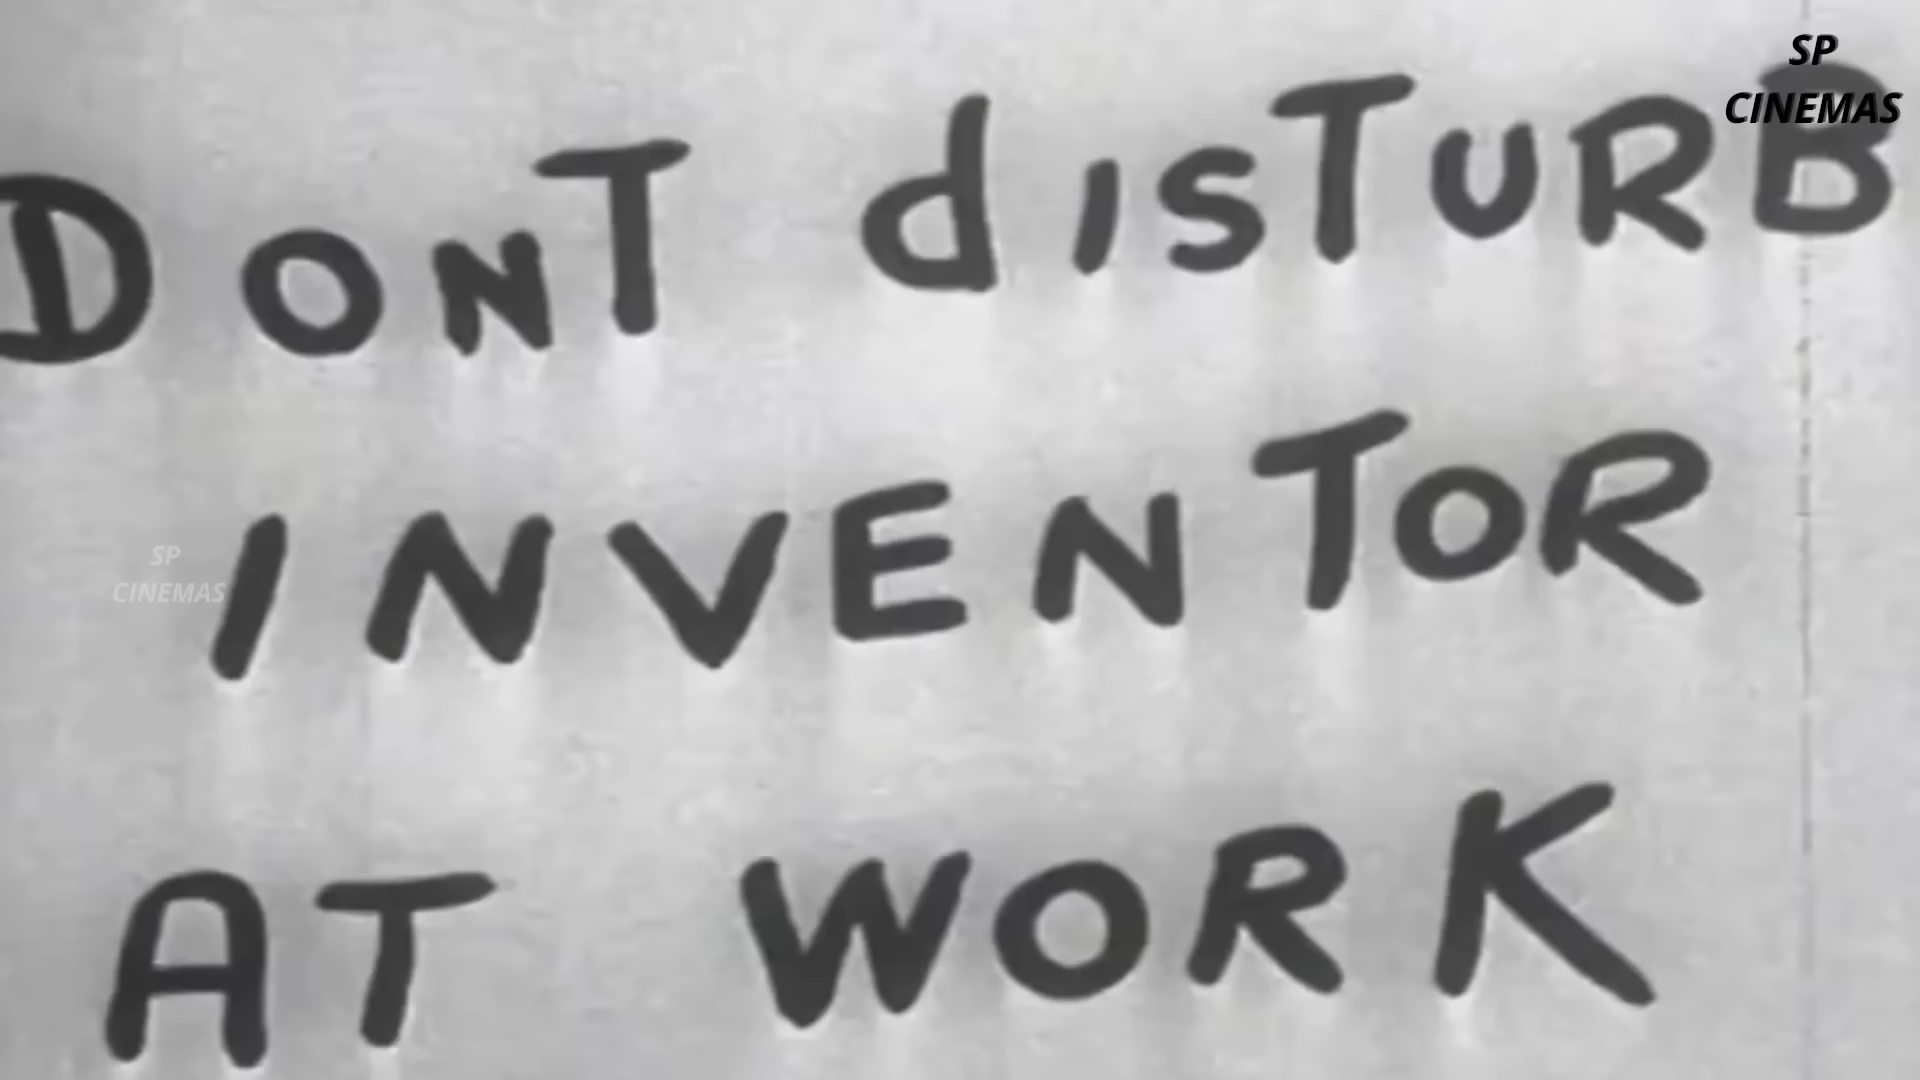 SP
CINEMAS
DONT dISTURB
INVENTOR
SP
CINEMAS
AT WORK